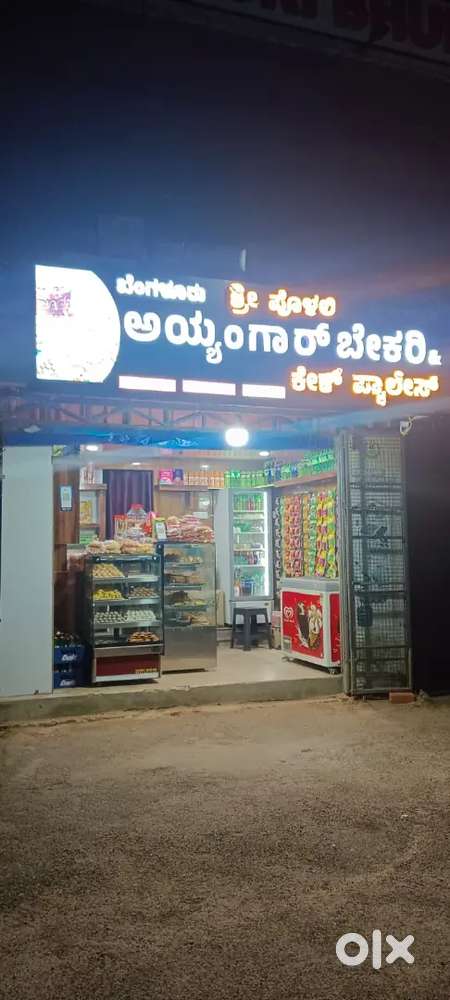 ಬೆಂಗಳೂರು ಶ್ರೀ ಪೊಳಲಿ
ಅಯ್ಯಂಗಾರ್ ಬೇಕರಿ &
ಕೇಕ್ ಪ್ಯಾಲೇಸ್
olx